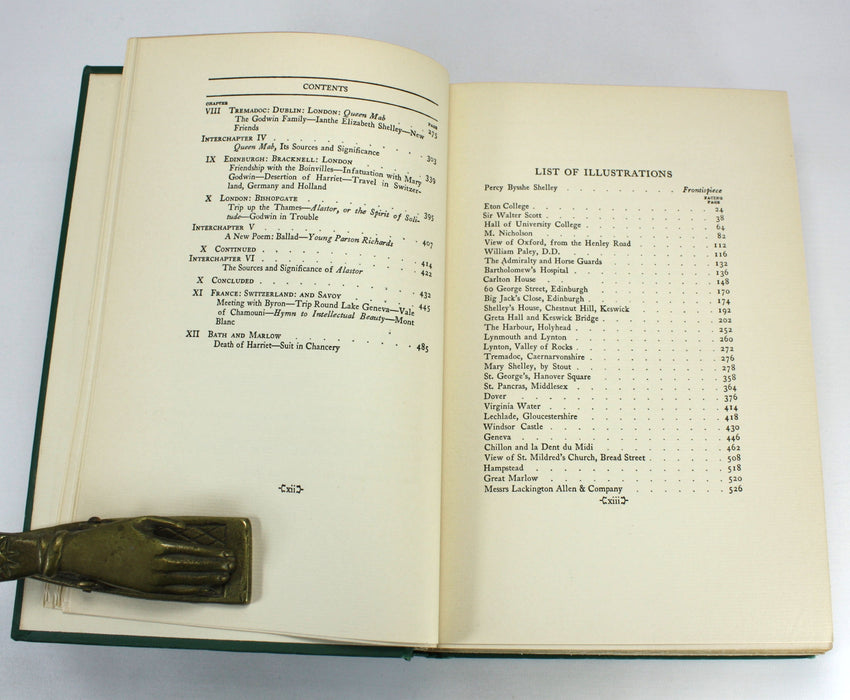 CONTENTS
CHAPTER
PAGE
VIII TREMADOC: DUBLIN: LONDON: Queen Mab
The Godwin Family—Ianthe Elizabeth Shelley—New
Friends 275
INTERCHAPTER IV
Queen Mab, Its Sources and Significance 303
IX EDINBURGH: BRACKNELL: LONDON 339
Friendship with the Boinvilles—Infatuation with Mary
Godwin—Desertion of Harriet—Travel in Switzer-
land, Germany and Holland
X LONDON: BISHOPGATE 395
Trip up the Thames—Alastor, or the Spirit of Soli-
tude—Godwin in Trouble
INTERCHAPTER V
A New Poem: Ballad—Young Parson Richards 407
X CONTINUED 414
INTERCHAPTER VI
The Sources and Significance of Alastor 422
X CONCLUDED 432
XI FRANCE: SWITZERLAND: AND SAVOY 445
Meeting with Byron—Trip Round Lake Geneva—Vale
of Chamouni—Hymn to Intellectual Beauty—Mont
Blanc
XII BATH AND MARLOW 485
Death of Harriet—Suit in Chancery
xii
LIST OF ILLUSTRATIONS
Percy Bysshe Shelley Frontispiece
FACING
PAGE
Eton College 24
Sir Walter Scott 38
Hall of University College 64
M. Nicholson 82
View of Oxford, from the Henley Road 112
William Paley, D.D. 116
The Admiralty and Horse Guards 132
Bartholomew's Hospital 136
Carlton House 148
60 George Street, Edinburgh 170
Big Jack's Close, Edinburgh 174
Shelley's House, Chestnut Hill, Keswick 192
Greta Hall and Keswick Bridge 202
The Harbour, Holyhead 252
Lynmouth and Lynton 260
Lynton, Valley of Rocks 272
Tremadoc, Caernarvonshire 276
Mary Shelley, by Stout 278
St. George's, Hanover Square 358
St. Pancras, Middlesex 364
Dover 376
Virginia Water 414
Lechlade, Gloucestershire 418
Windsor Castle 430
Geneva 446
Chillon and la Dent du Midi 462
View of St. Mildred's Church, Bread Street 508
Hampstead 518
Great Marlow 520
Messrs Lackington Allen & Company 526
xiii